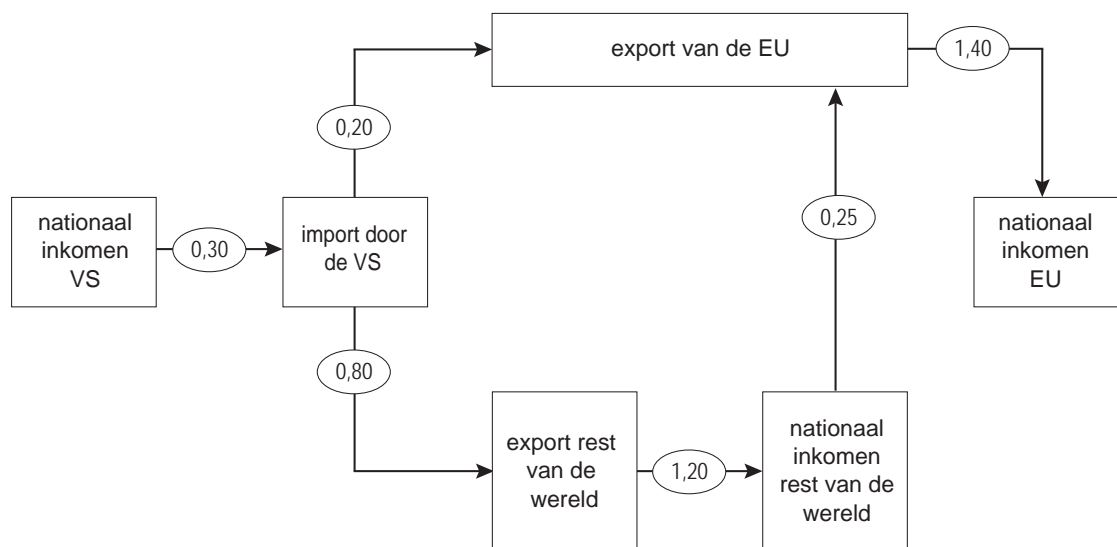 export van de EU
1,40
0,20
nationaal
inkomen
VS
0,30
import door
de VS
0,25
nationaal
inkomen
EU
0,80
export rest
van de
wereld
1,20
nationaal
inkomen
rest van de
wereld